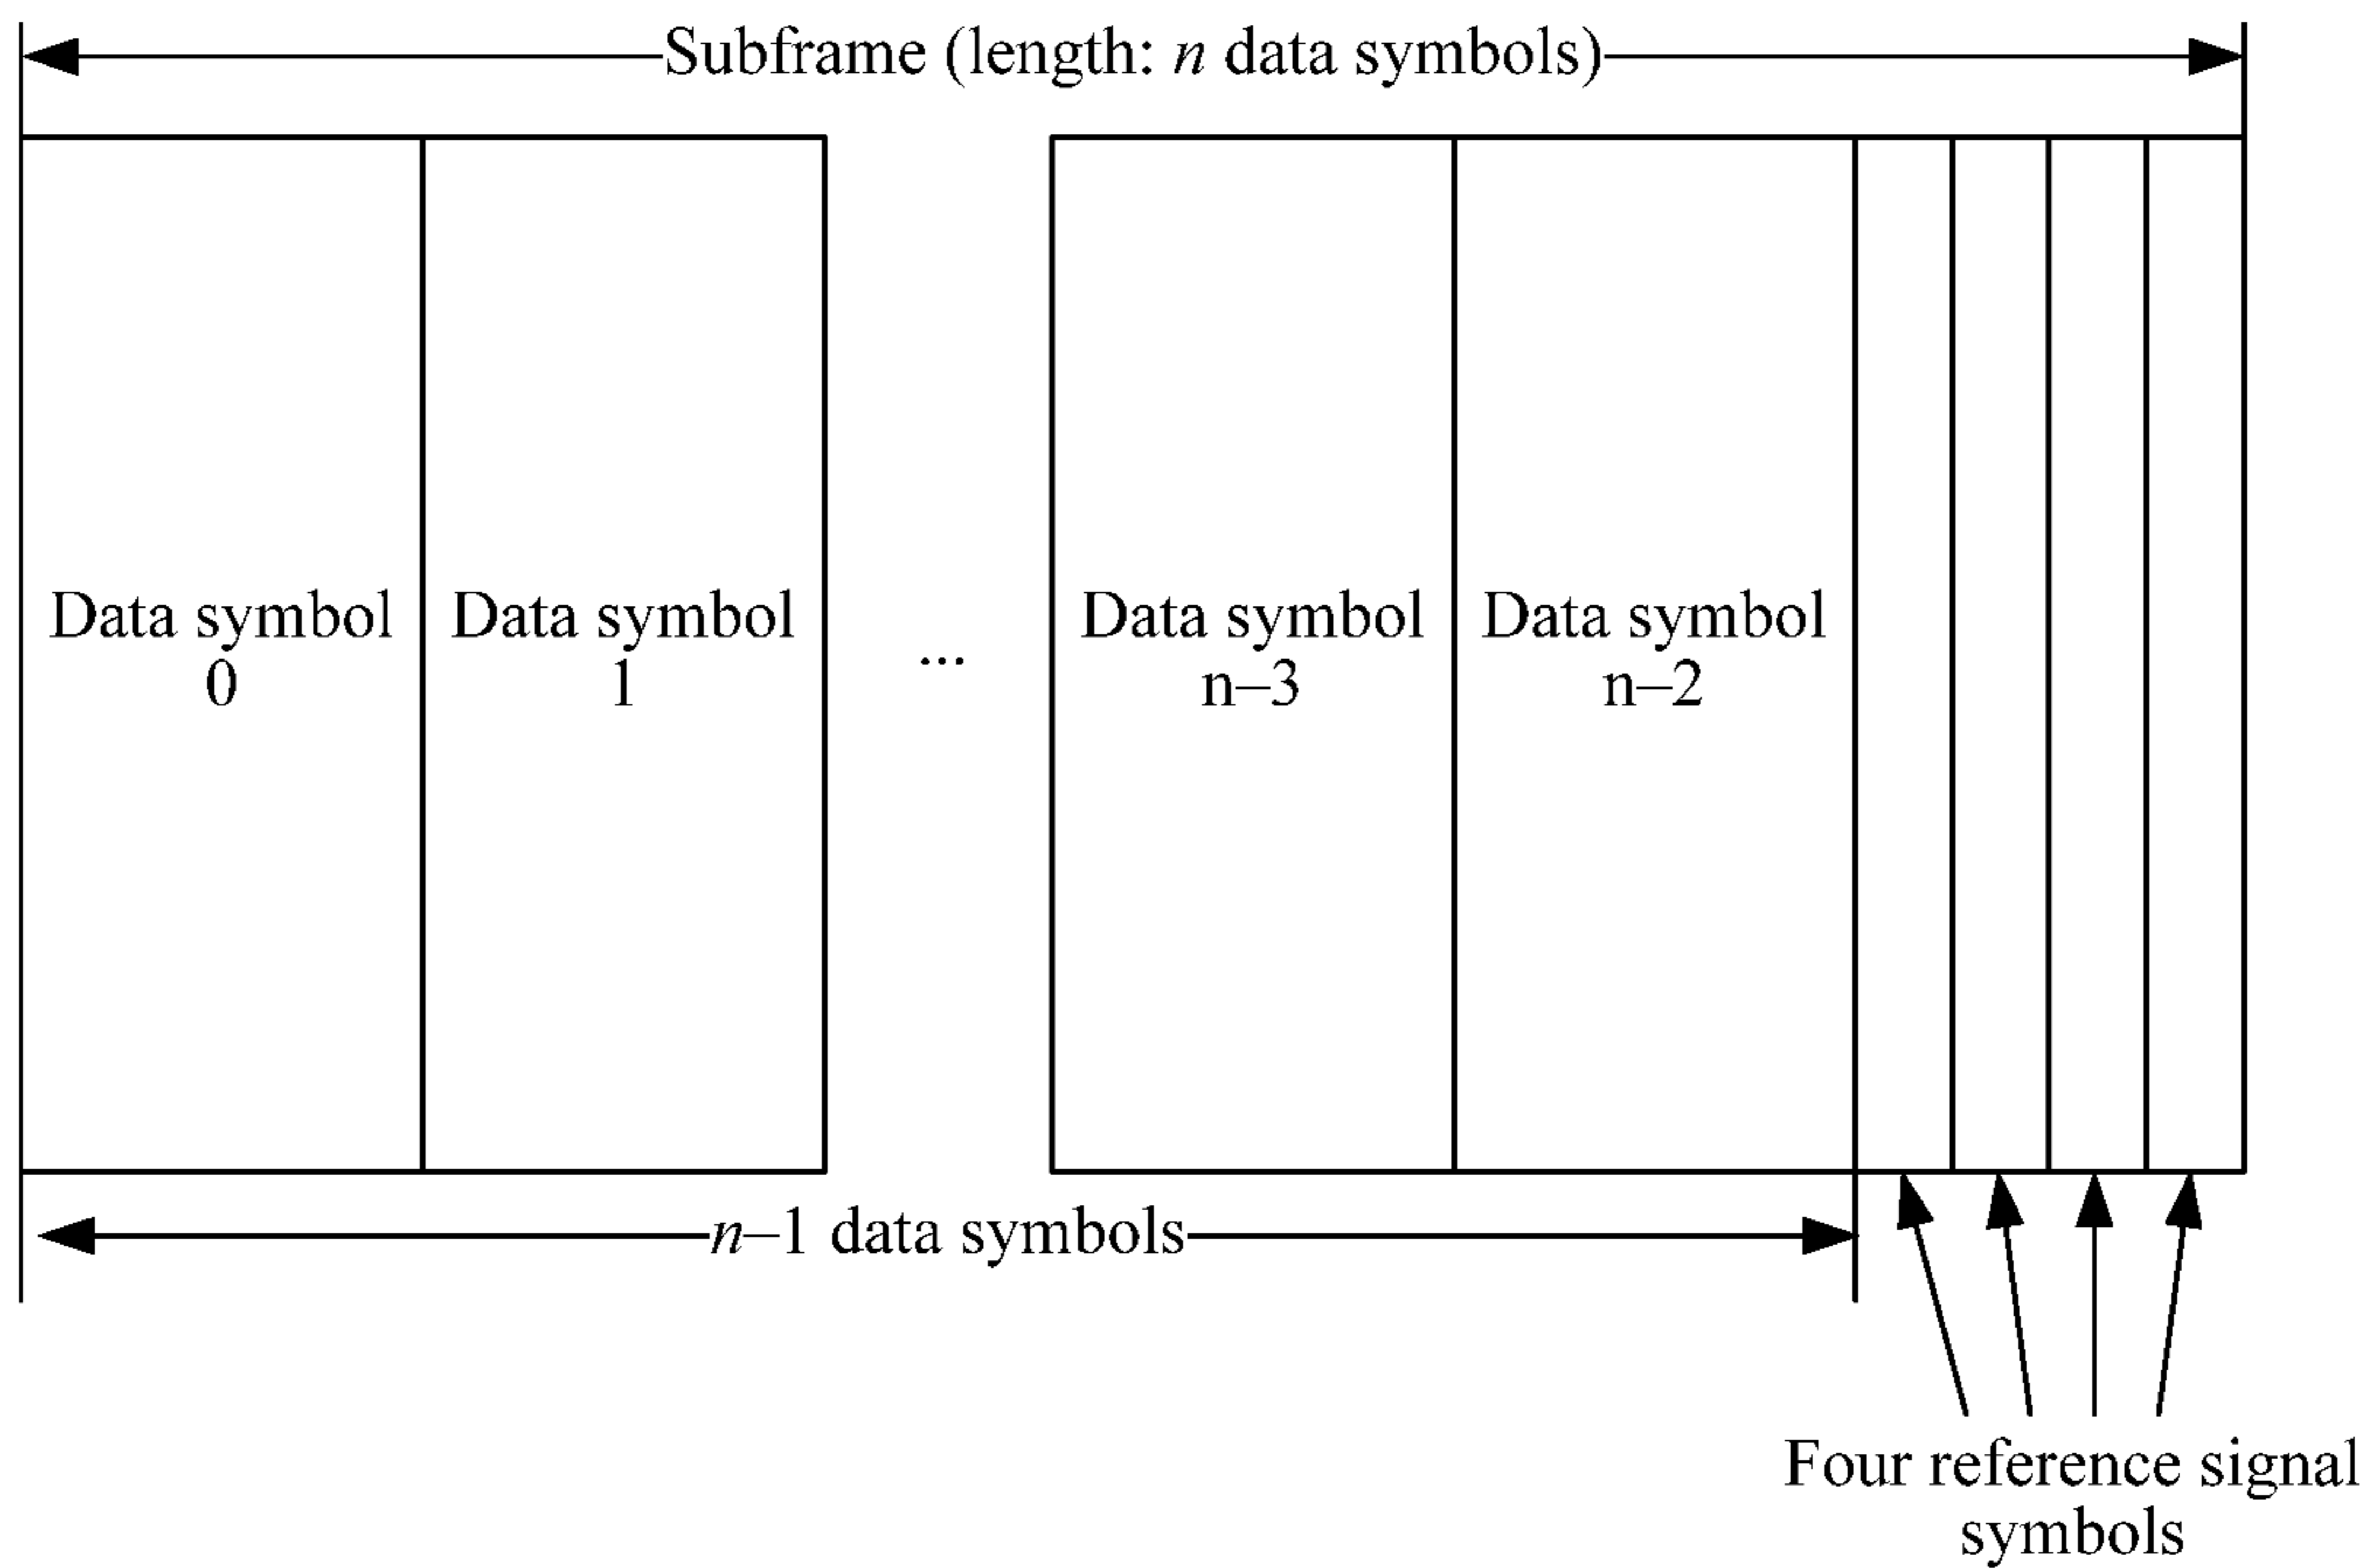 Subframe (length: n data symbols)
Data symbol
0
Data symbol
1
...
Data symbol
n–3
Data symbol
n–2
n–1 data symbols
Four reference signal
symbols